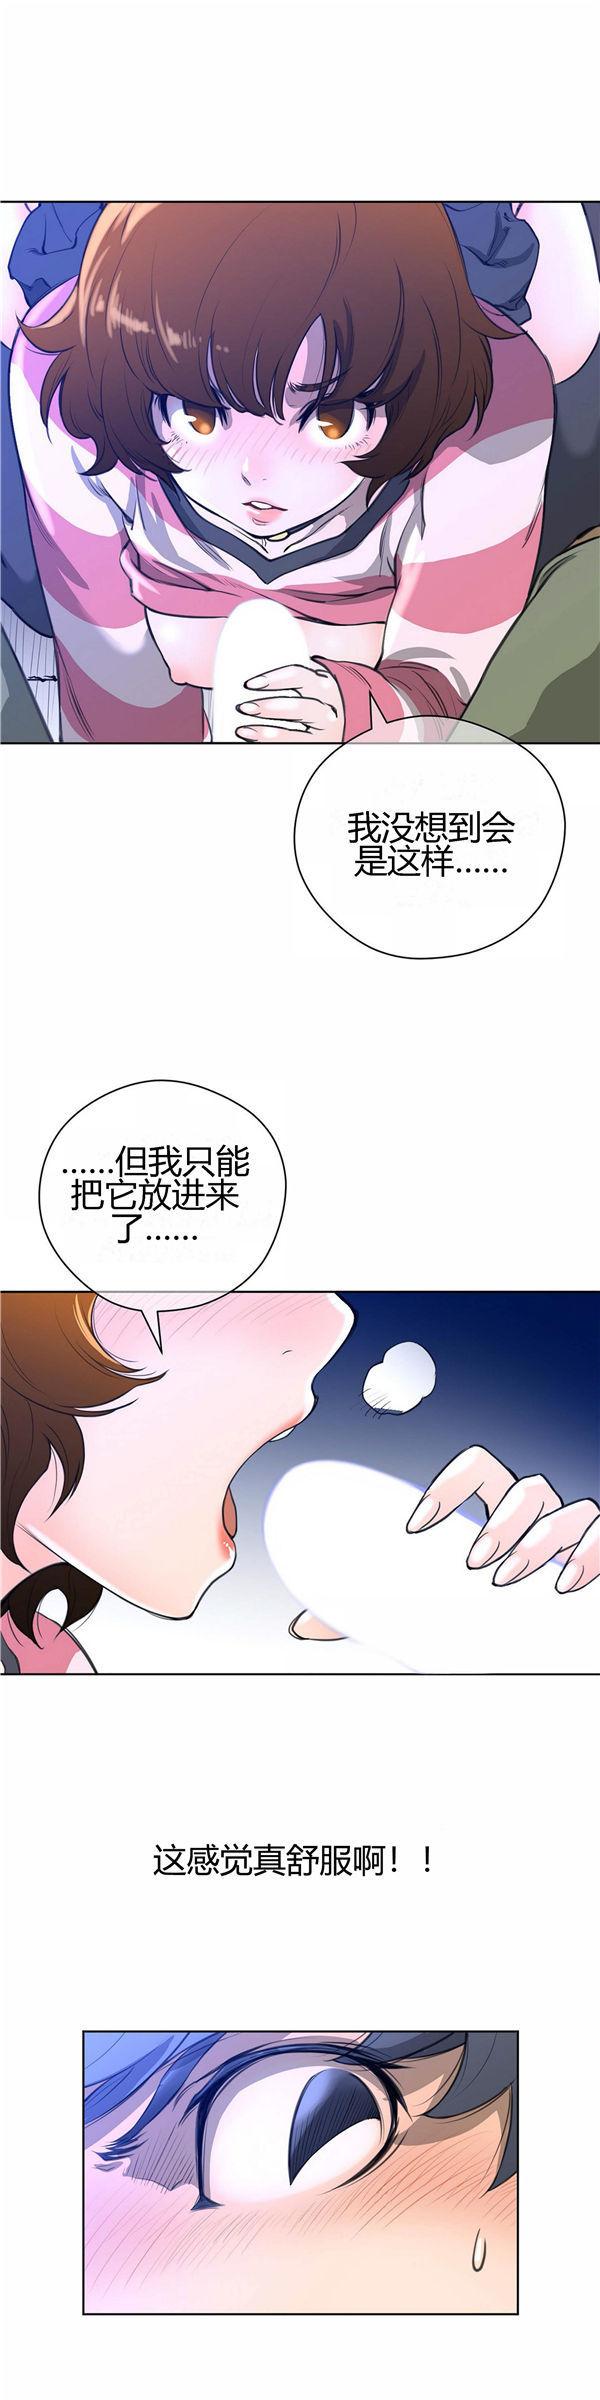 我没想到会
是这样……
……但我只能
把它放进来
了……
这感觉真舒服啊！！